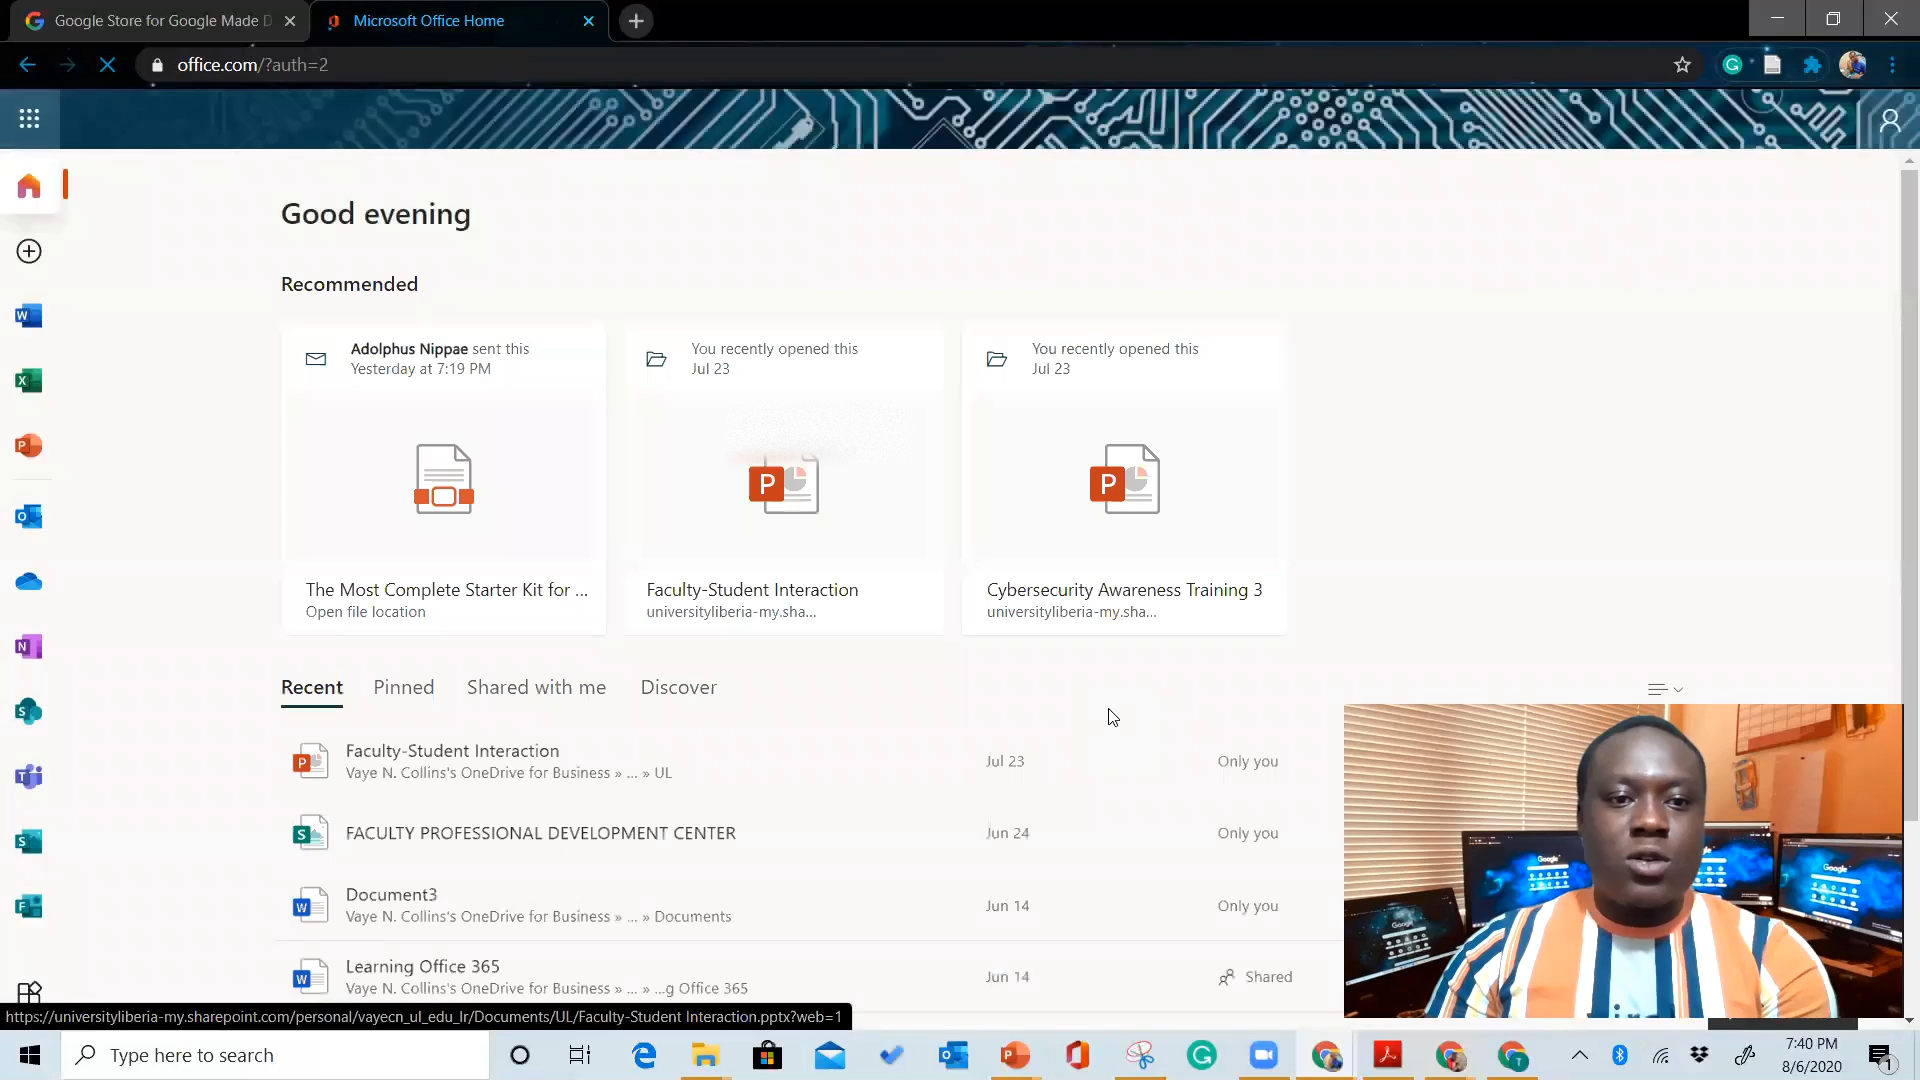 Google Store for Google Made D
Microsoft Office Home
office.com/?auth=2
Good evening
Recommended
Adolphus Nippae sent this
Yesterday at 7:19 PM
You recently opened this
Jul 23
You recently opened this
Jul 23
P
P
The Most Complete Starter Kit for ...
Open file location
Faculty-Student Interaction
universityliberia-my.sha...
Cybersecurity Awareness Training 3
universityliberia-my.sha...
Recent
Pinned
Shared with me
Discover
Faculty-Student Interaction
Vaye N. Collins's OneDrive for Business » ... » UL
Jul 23
Only you
FACULTY PROFESSIONAL DEVELOPMENT CENTER
Jun 24
Only you
Document3
Vaye N. Collins's OneDrive for Business » ... » Documents
Jun 14
Only you
Learning Office 365
Vaye N. Collins's OneDrive for Business » ... » ...g Office 365
Jun 14
Shared
Google
Google
Google
Google
https://universityliberia-my.sharepoint.com/personal/vayecn_ul_edu_lr/Documents/UL/Faculty-Student Interaction.pptx?web=1
Type here to search
7:40 PM
8/6/2020
1